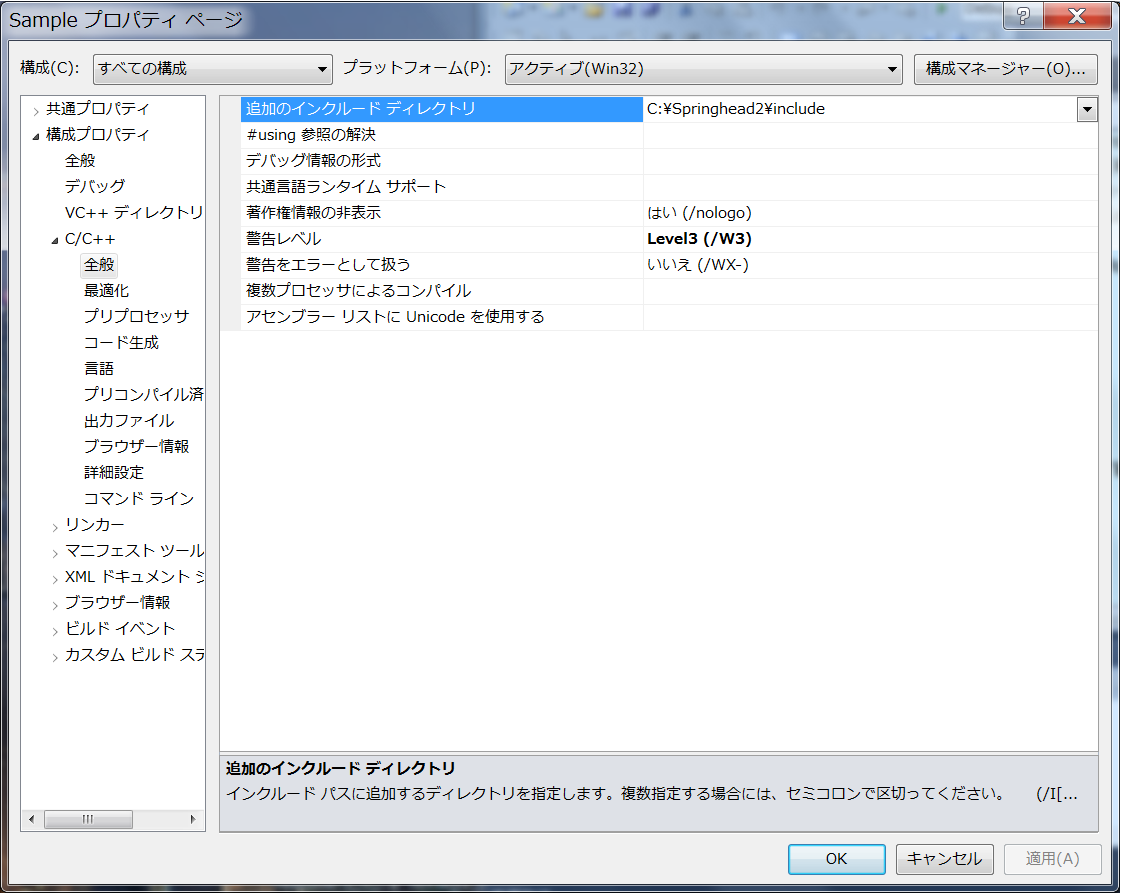 Sample プロパティ ページ
構成(C): すべての構成 プラットフォーム(P): アクティブ(Win32) 構成マネージャー(O)...
共通プロパティ
構成プロパティ
全般
デバッグ
VC++ ディレクトリ
C/C++
全般
最適化
プリプロセッサ
コード生成
言語
プリコンパイル済
出力ファイル
ブラウザー情報
詳細設定
コマンド ライン
リンカー
マニフェスト ツール
XML ドキュメント ジ
ブラウザー情報
ビルド イベント
カスタム ビルド ステ
追加のインクルード ディレクトリ C:¥Springhead2¥include
#using 参照の解決
デバッグ情報の形式
共通言語ランタイム サポート
著作権情報の非表示 はい (/nologo)
警告レベル Level3 (/W3)
警告をエラーとして扱う いいえ (/WX-)
複数プロセッサによるコンパイル
アセンブラー リストに Unicode を使用する
追加のインクルード ディレクトリ
インクルード パスに追加するディレクトリを指定します。複数指定する場合には、セミコロンで区切ってください。 (/I[...
OK キャンセル 適用(A)